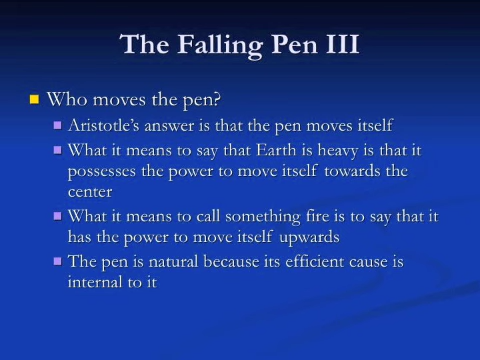 The Falling Pen III
Who moves the pen?
Aristotle's answer is that the pen moves itself
What it means to say that Earth is heavy is that it
possesses the power to move itself towards the
center
What it means to call something fire is to say that it
has the power to move itself upwards
The pen is natural because its efficient cause is
internal to it